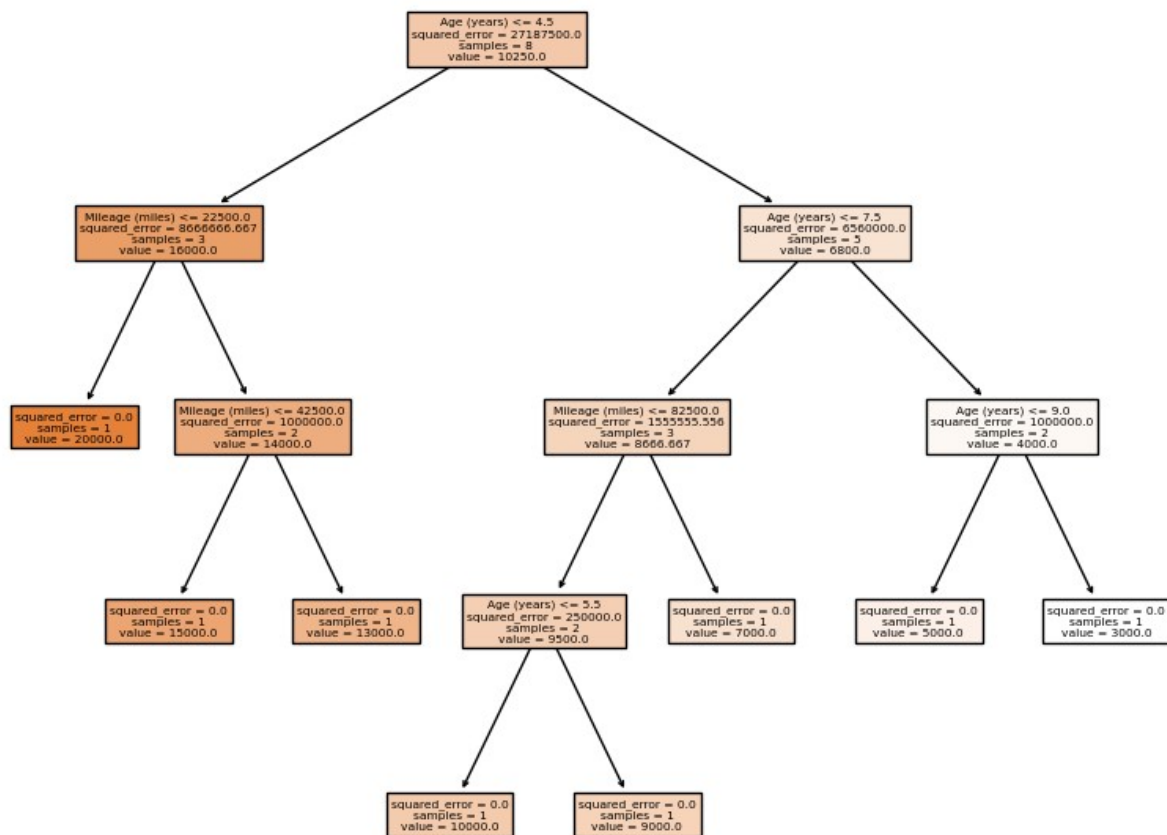 Age (years) <= 4.5
squared_error = 27187500.0
samples = 8
value = 10250.0
Mileage (miles) <= 22500.0
squared_error = 8666666.667
samples = 3
value = 16000.0
Age (years) <= 7.5
squared_error = 6560000.0
samples = 5
value = 6800.0
squared_error = 0.0
samples = 1
value = 20000.0
Mileage (miles) <= 42500.0
squared_error = 1000000.0
samples = 2
value = 14000.0
Mileage (miles) <= 82500.0
squared_error = 1555555.556
samples = 3
value = 8666.667
Age (years) <= 9.0
squared_error = 1000000.0
samples = 2
value = 4000.0
squared_error = 0.0
samples = 1
value = 15000.0
squared_error = 0.0
samples = 1
value = 13000.0
Age (years) <= 5.5
squared_error = 250000.0
samples = 2
value = 9500.0
squared_error = 0.0
samples = 1
value = 7000.0
squared_error = 0.0
samples = 1
value = 5000.0
squared_error = 0.0
samples = 1
value = 3000.0
squared_error = 0.0
samples = 1
value = 10000.0
squared_error = 0.0
samples = 1
value = 9000.0